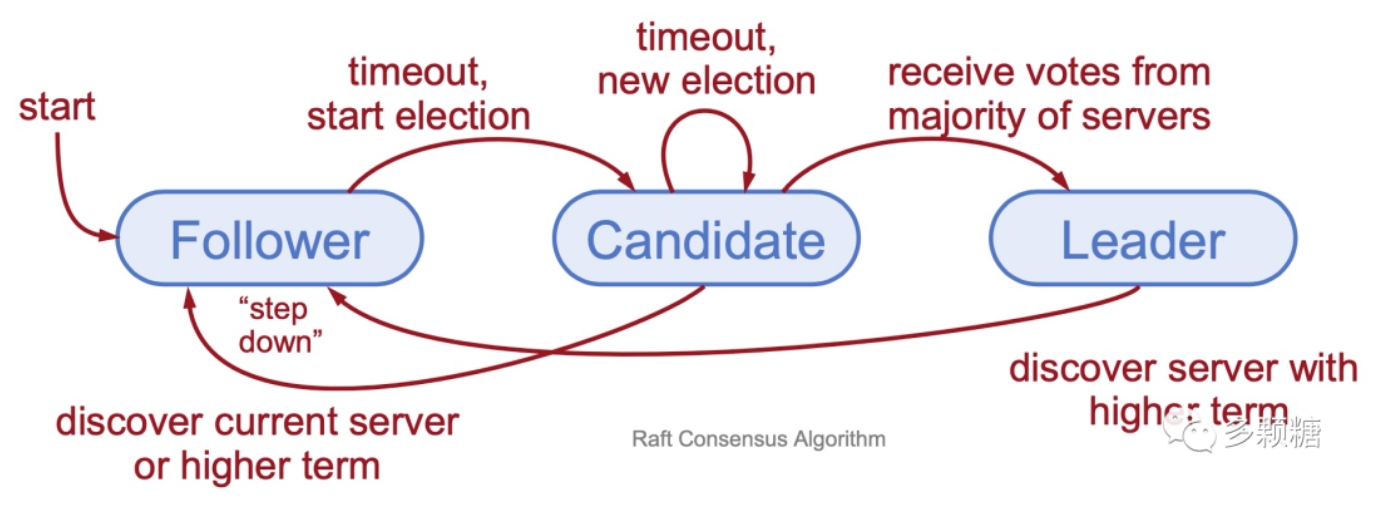 start
timeout,
start election
timeout,
new election
receive votes from
majority of servers
Follower
Candidate
Leader
“step
down”
discover current server
or higher term
discover server with
higher term
Raft Consensus Algorithm
多颗糖